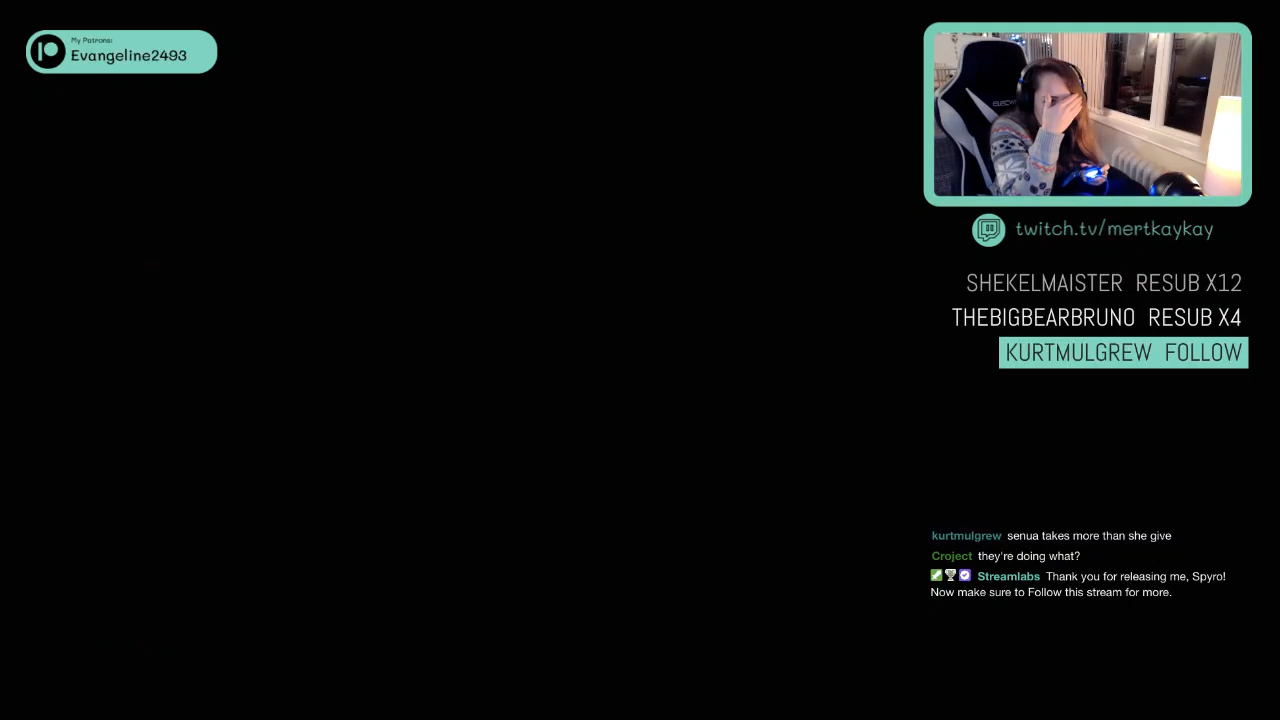 My Patrons:
Evangeline2493
twitch.tv/mertkaykay
SHEKELMAISTER RESUB X12
THEBIGBEARBRUNO RESUB X4
KURTMULGREW FOLLOW
kurtmulgrew senua takes more than she give
Croject they're doing what?
Streamlabs Thank you for releasing me, Spyro!
Now make sure to Follow this stream for more.